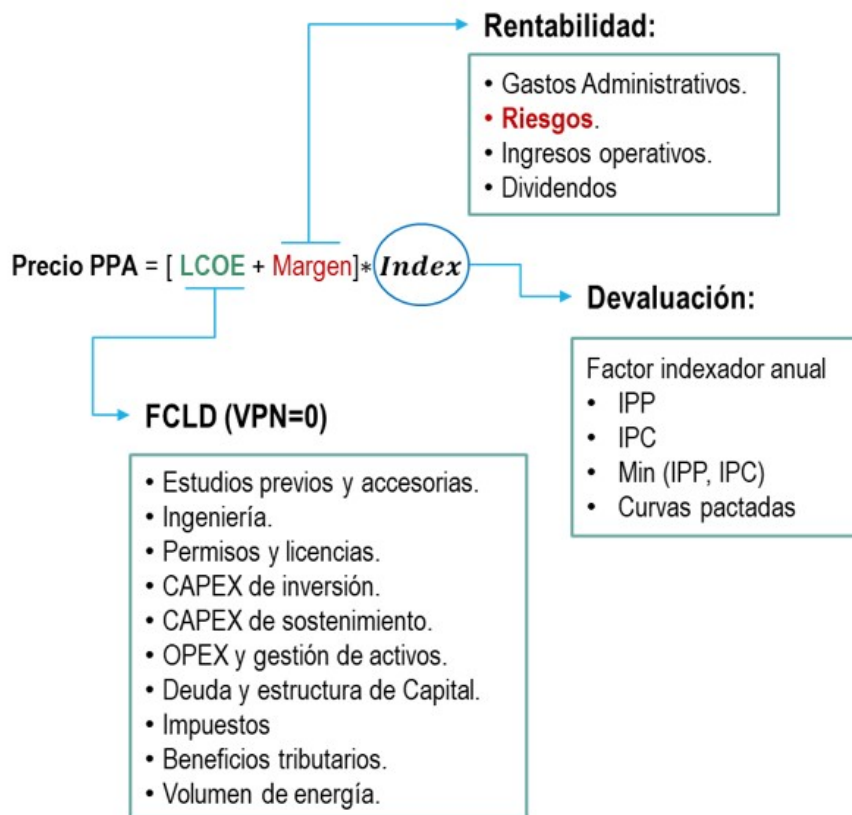 Rentabilidad:
• Gastos Administrativos.
• Riesgos.
• Ingresos operativos.
• Dividendos
Precio PPA = [ LCOE + Margen]* Index
Devaluación:
Factor indexador anual
• IPP
• IPC
• Min (IPP, IPC)
• Curvas pactadas
FCLD (VPN=0)
• Estudios previos y accesorias.
• Ingeniería.
• Permisos y licencias.
• CAPEX de inversión.
• CAPEX de sostenimiento.
• OPEX y gestión de activos.
• Deuda y estructura de Capital.
• Impuestos
• Beneficios tributarios.
• Volumen de energía.